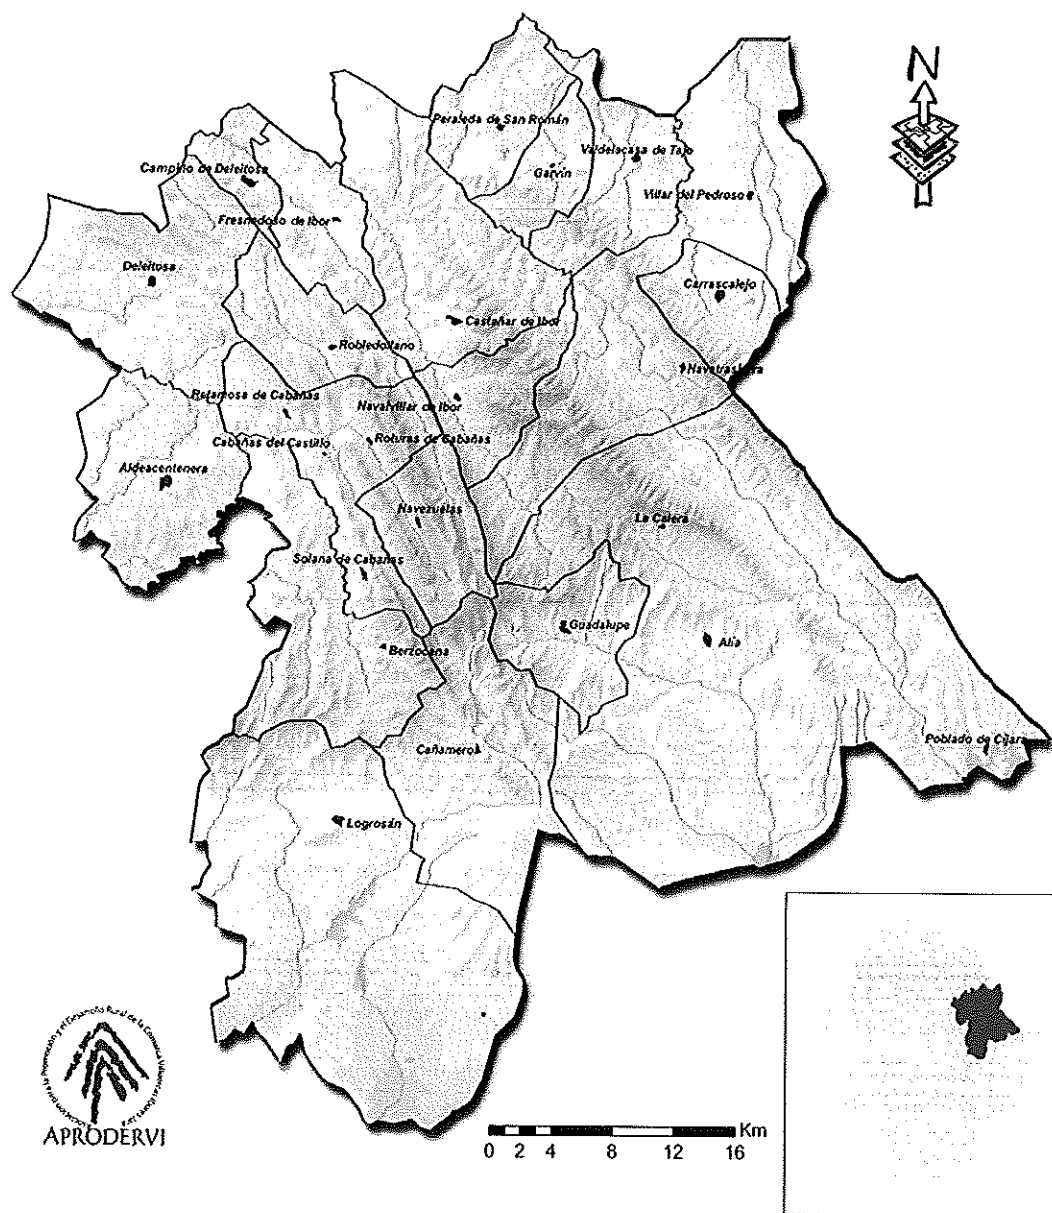 N
Peraleda de San Román
Valdelacasa de Tajo
Garvín
Campillo de Deleitosa
Villar del Pedroso
Fresnedoso de Ibor
Deleitosa
Carrascalejo
Castañar de Ibor
Robledollano
Navatrasierra
Retamosa de Cabañas
Navalvillar de Ibor
Roturas de Cabañas
Cabañas del Castillo
Aldeacentenera
Navezuelas
La Calera
Solana de Cabañas
Guadalupe
Alía
Berzocana
Poblado de Cijara
Cañamero
Logrosán
APRODERVI
Km
0 2 4 8 12 16